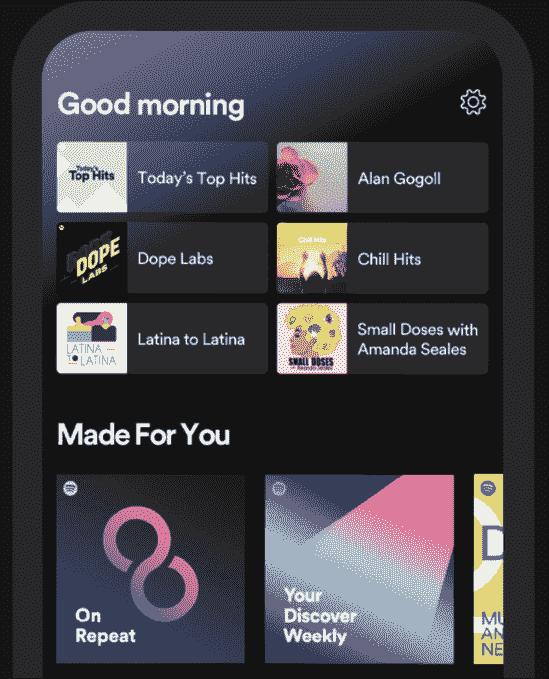 Good morning
Today's
Top Hits
Today's Top Hits
Alan Gogoll
DOPE
LABS
Dope Labs
Chill Hits
Chill Hits
LATINA
TO LATINA
Latina to Latina
SMALL DOSES
Small Doses with
Amanda Seales
Made For You
On
Repeat
Your
Discover
Weekly
D
MU
AN
NE